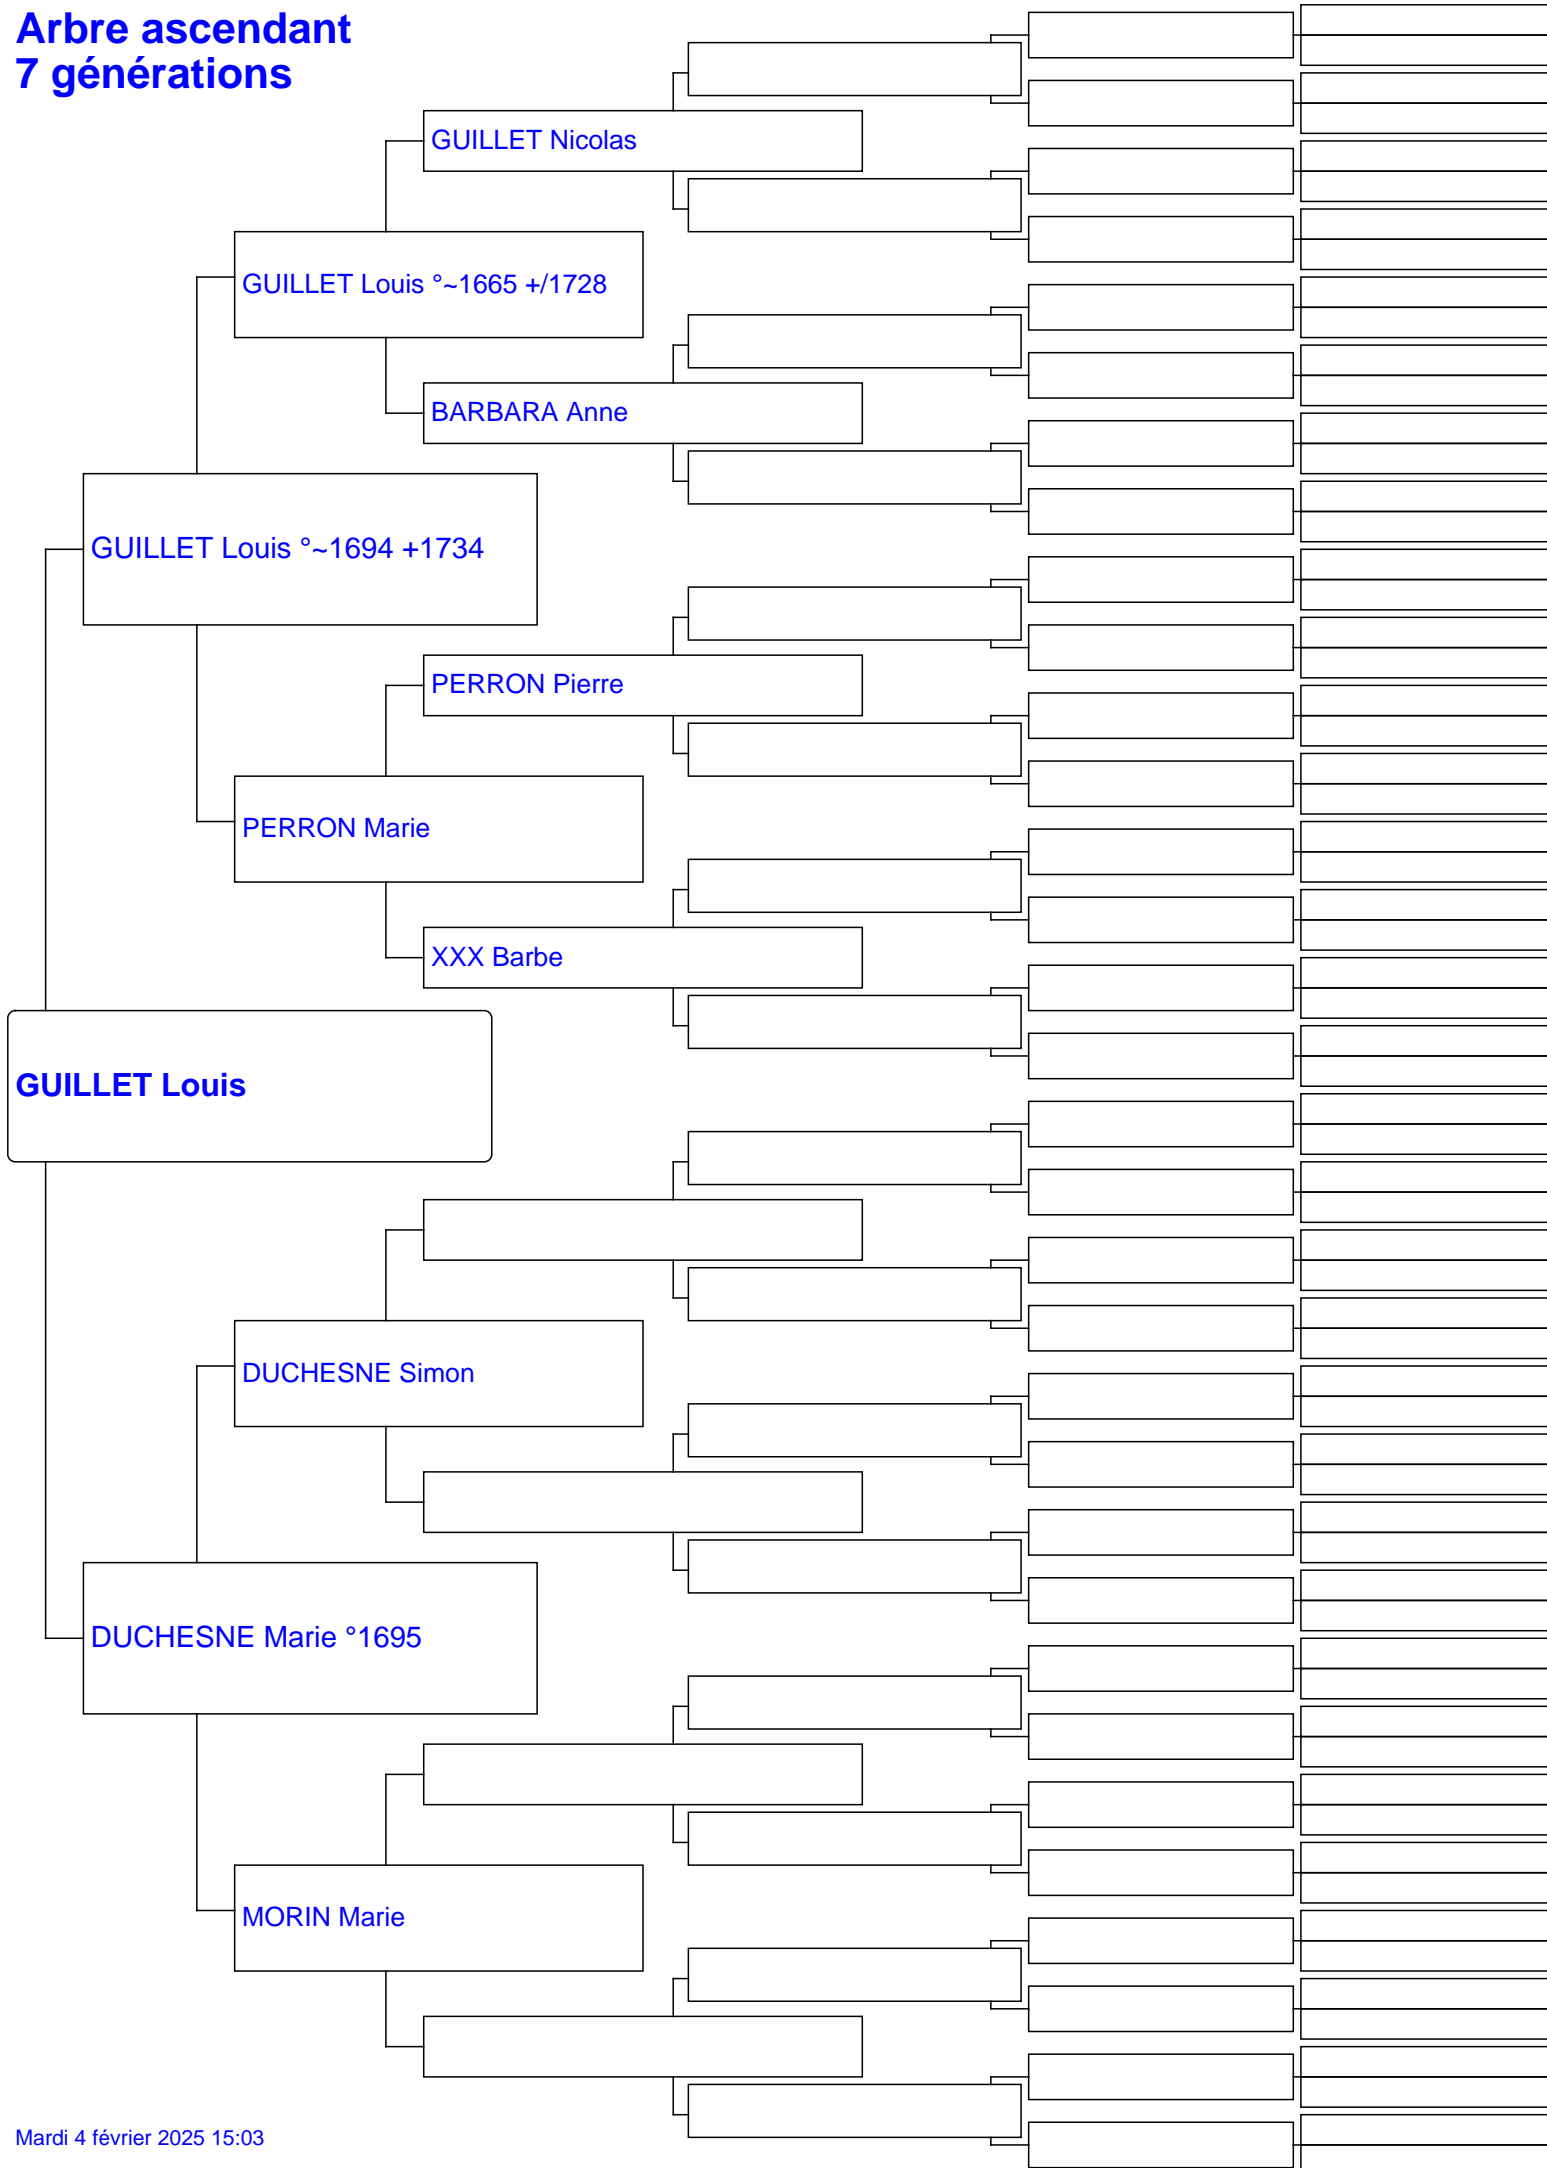 Arbre ascendant
7 générations
GUILLET Nicolas
GUILLET Louis °~1665 +/1728
BARBARA Anne
GUILLET Louis °~1694 +1734
PERRON Pierre
PERRON Marie
XXX Barbe
GUILLET Louis
DUCHESNE Simon
DUCHESNE Marie °1695
MORIN Marie
Mardi 4 février 2025 15:03